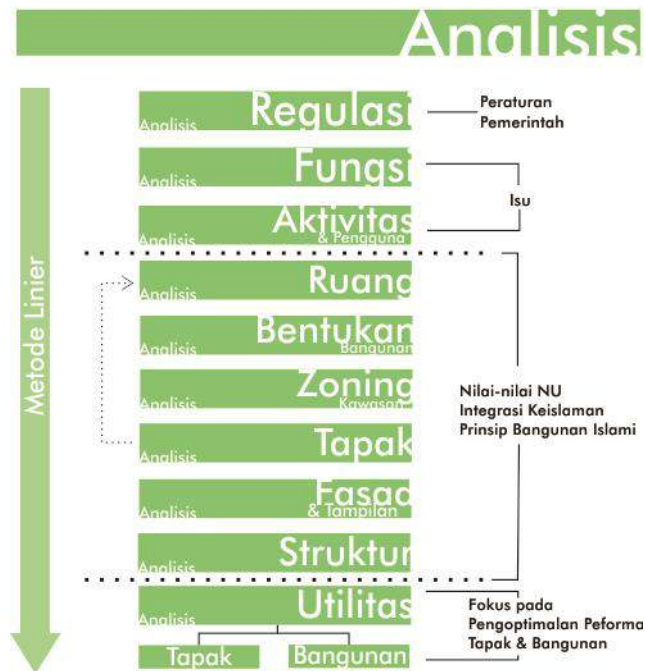 Analisis
Metode Linier
Analisis Regulasi
Peraturan
Pemerintah
Analisis Fungsi
Isu
Analisis Aktivitas
& Pengguna
Analisis Ruang
Analisis Bentukan
Bangunan
Analisis Zoning
Kawasan
Nilai-nilai NU
Integrasi Keislaman
Prinsip Bangunan Islami
Analisis Tapak
Analisis Fasad
& Tampilan
Analisis Struktur
Analisis Utilitas
Fokus pada
Pengoptimalan Peforma
Tapak & Bangunan
Tapak
Bangunan